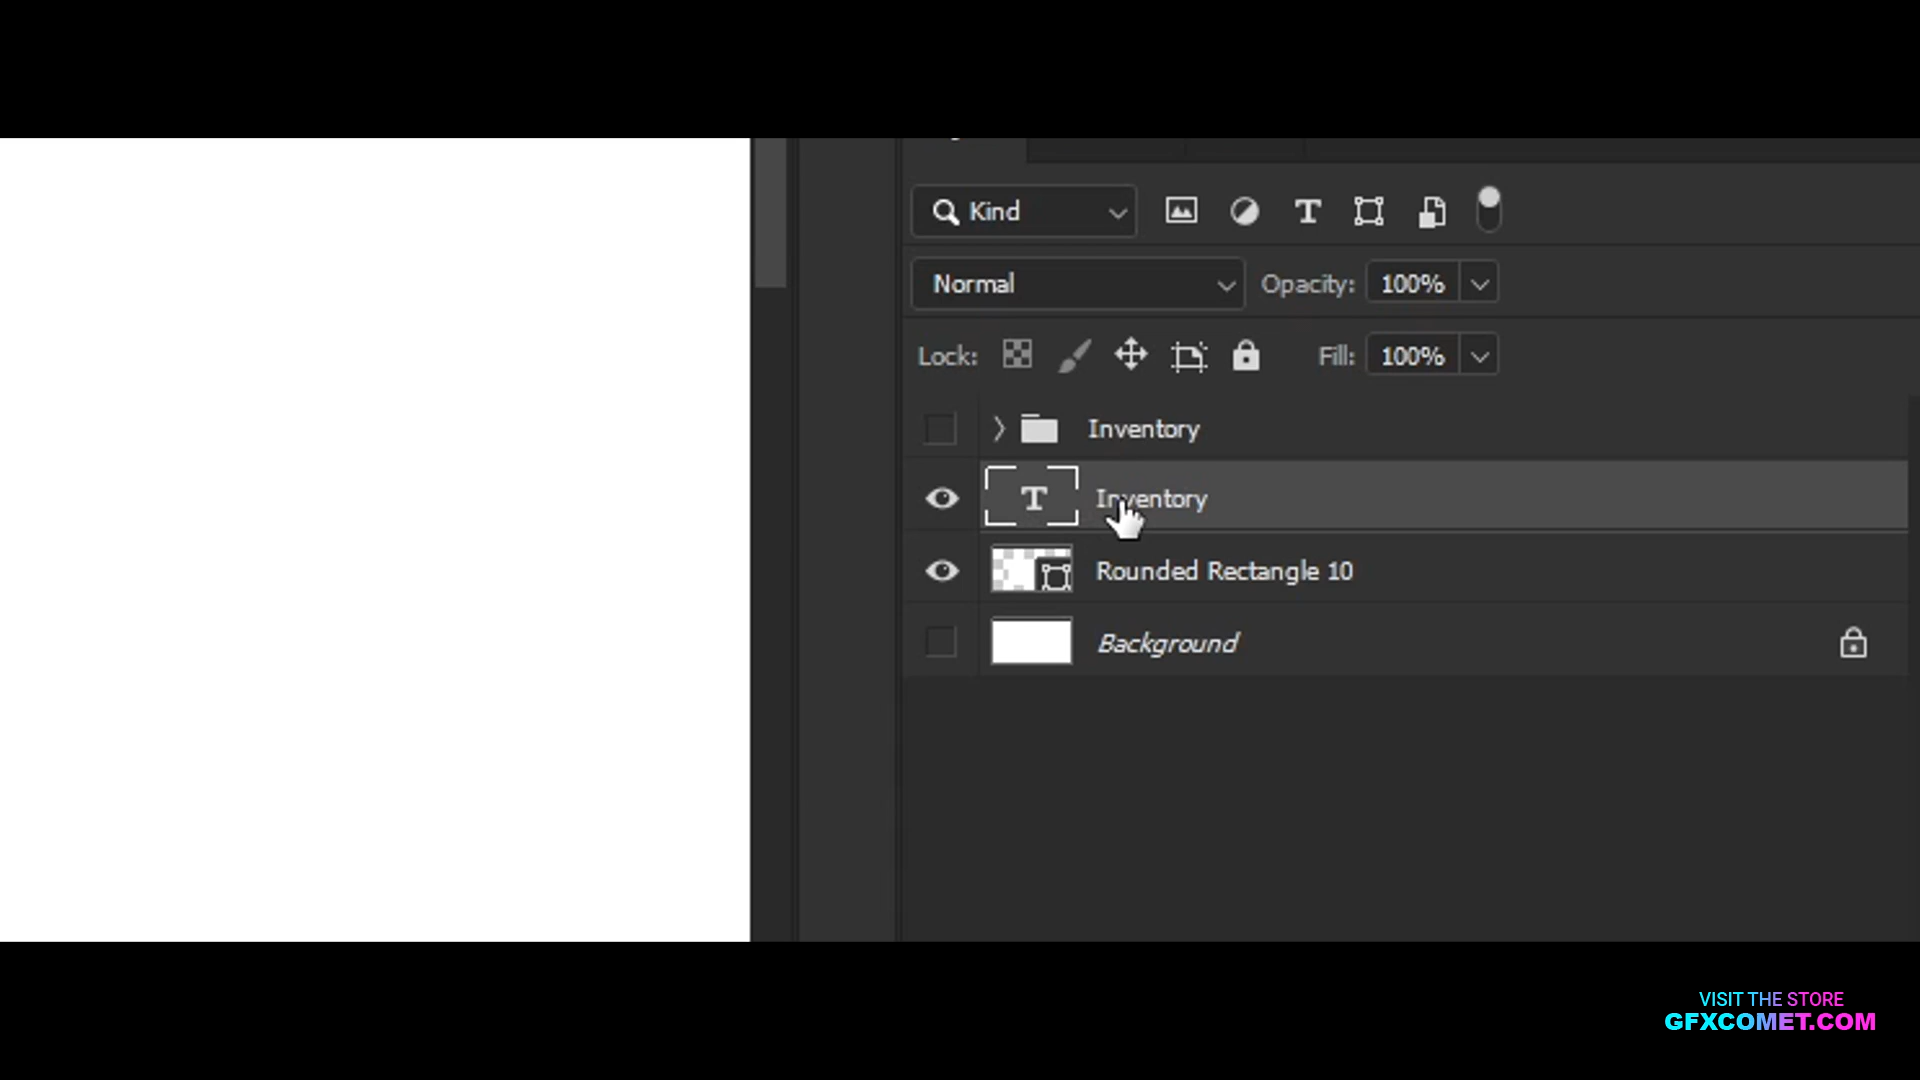 Kind
Normal
Opacity: 100%
Lock:
Fill: 100%
Inventory
T Inventory
Rounded Rectangle 10
Background
VISIT THE STORE
GFXCOMET.COM